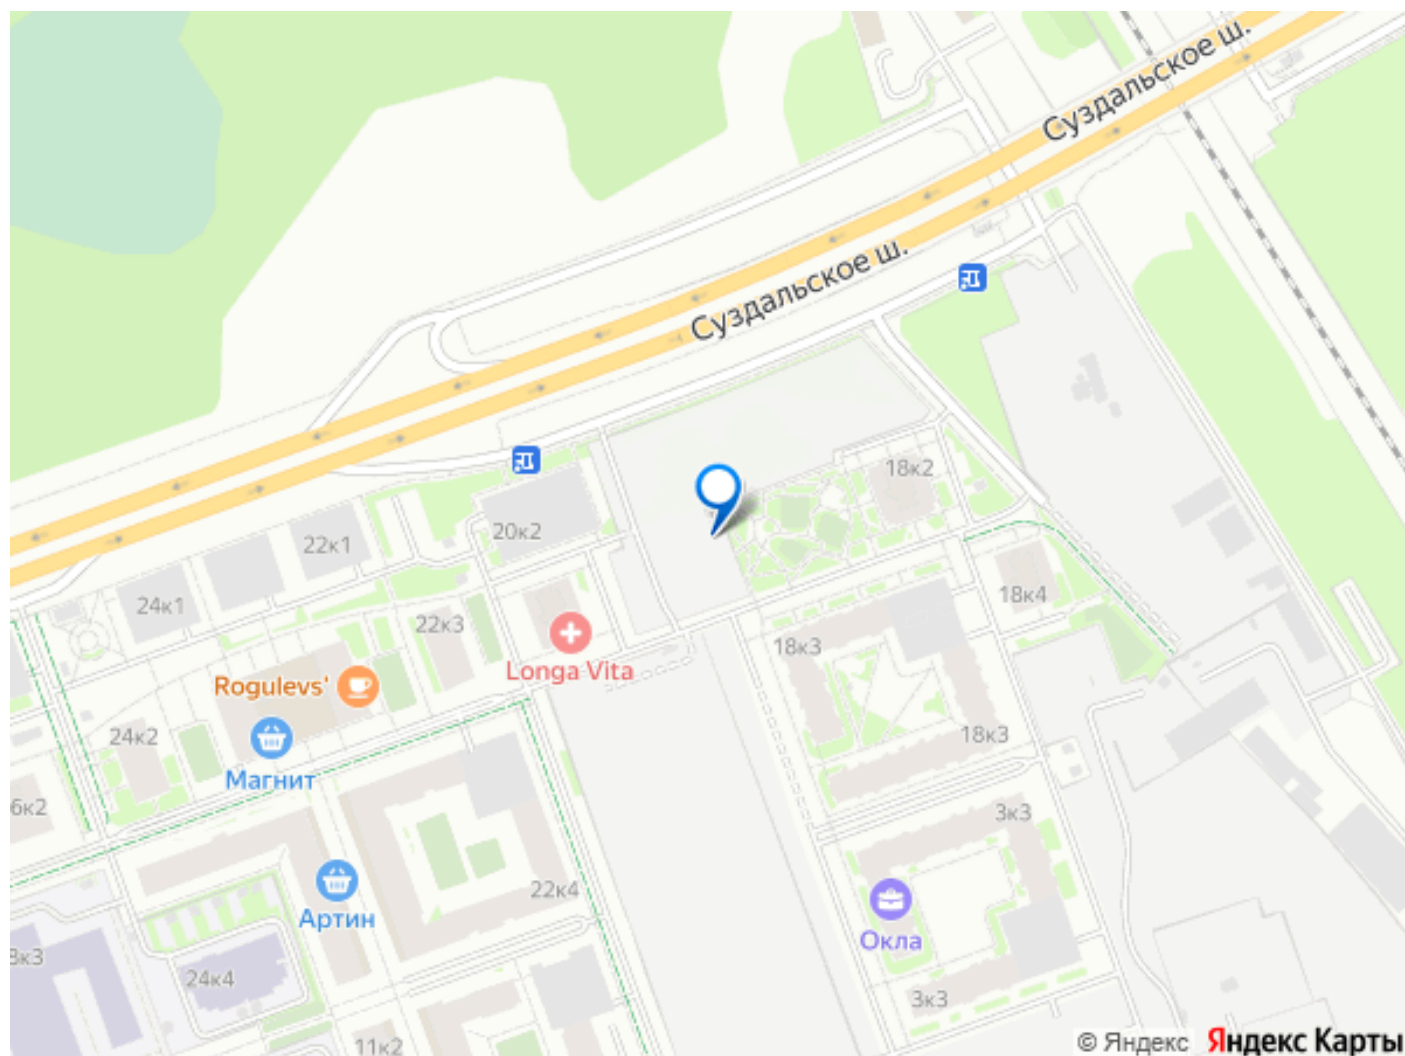 Суздальское ш.
Суздальское ш.
18к2
20к2
22к1
24к1
18к4
22к3
18к3
Longa Vita
Rogulevs'
24к2
18к3
Магнит
6к2
3к3
22к4
Артин
Окла
3к3
24к4
3к3
11к2
© Яндекс Яндекс Карты